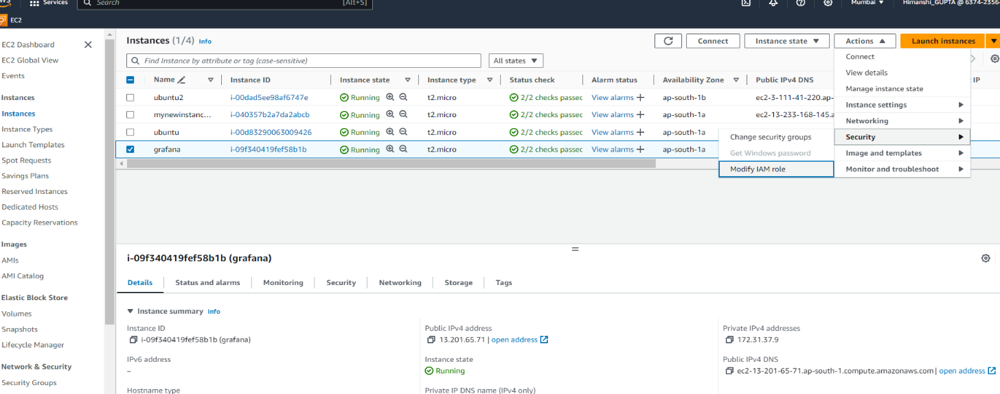 Services
Search
[Alt+S]
Mumbai ▼
Himanshi_GUPTA @ 6374-2356-
EC2
EC2 Dashboard
EC2 Global View
Events
Instances
Instances
Instance Types
Launch Templates
Spot Requests
Savings Plans
Reserved Instances
Dedicated Hosts
Capacity Reservations
Images
AMIs
AMI Catalog
Elastic Block Store
Volumes
Snapshots
Lifecycle Manager
Network & Security
Security Groups
Instances (1/4) Info
Connect
Instance state ▼
Actions ▲
Launch instances
Find Instance by attribute or tag (case-sensitive)
All states ▼
Name Instance ID Instance state Instance type Status check Alarm status Availability Zone Public IPv4 DNS IP
ubuntu2 i-00dad5ee98af6747e Running t2.micro 2/2 checks passed View alarms + ap-south-1b ec2-3-111-41-220.ap-
mynewinstanc... i-040357b2a7da2abcb Running t2.micro 2/2 checks passed View alarms + ap-south-1a ec2-13-233-168-145.a
ubuntu i-00d83290063009426 Running t2.micro 2/2 checks passed View alarms + ap-south-1a
grafana i-09f340419fef58b1b Running t2.micro 2/2 checks passed View alarms + ap-south-1a
Connect
View details
Manage instance state
Instance settings
Networking
Security
Image and templates
Monitor and troubleshoot
Change security groups
Get Windows password
Modify IAM role
i-09f340419fef58b1b (grafana)
Details Status and alarms Monitoring Security Networking Storage Tags
▼ Instance summary Info
Instance ID
i-09f340419fef58b1b (grafana)
IPv6 address
–
Hostname type
Public IPv4 address
13.201.65.71 | open address
Instance state
Running
Private IP DNS name (IPv4 only)
Private IPv4 addresses
172.31.37.9
Public IPv4 DNS
ec2-13-201-65-71.ap-south-1.compute.amazonaws.com | open address